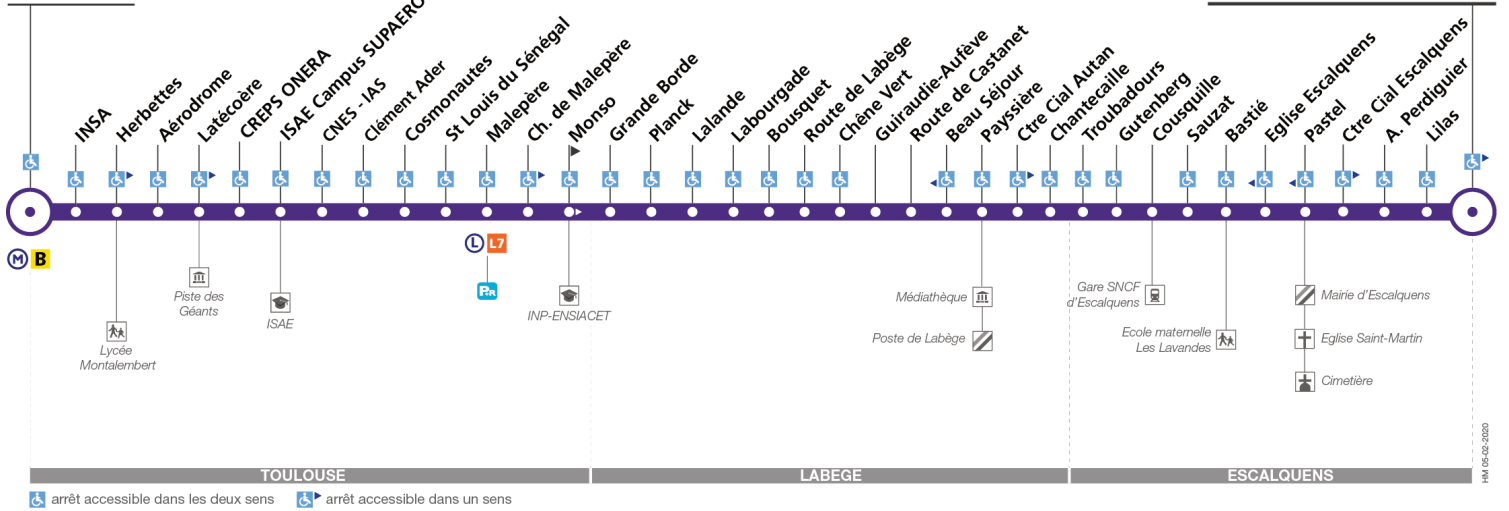 INSA
Herbettes
Aérodrome
Latécoère
CREPS ONERA
ISAE Campus SUPAERO
CNES - IAS
Clément Ader
Cosmonautes
St Louis du Sénégal
Malepère
Ch. de Malepère
Monso
Grande Borde
Planck
Lalande
Labourgade
Bousquet
Route de Labège
Chêne Vert
Guiraudie-Aufève
Route de Castanet
Beau Séjour
Payssière
Ctre Cial Autan
Chantecaille
Troubadours
Gutenberg
Cousquille
Sauzat
Bastié
Eglise Escalquens
Pastel
Ctre Cial Escalquens
A. Perdiguier
Lilas
M B
L L7
P+R
Piste des
Géants
ISAE
INP-ENSIACET
Lycée
Montalembert
Médiathèque
Poste de Labège
Gare SNCF
d'Escalquens
Ecole maternelle
Les Lavandes
Mairie d'Escalquens
Eglise Saint-Martin
Cimetière
HM 05-02-2020
TOULOUSE
LABEGE
ESCALQUENS
arrêt accessible dans les deux sens
arrêt accessible dans un sens